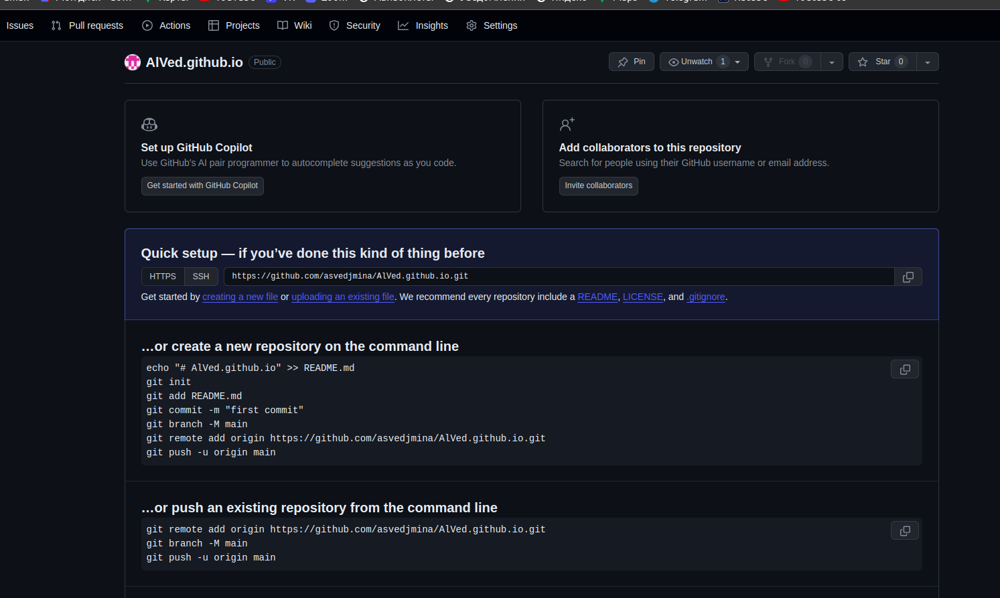 Issues Pull requests Actions Projects Wiki Security Insights Settings
AlVed.github.io Public Pin Unwatch 1 Fork 0 Star 0
Set up GitHub Copilot
Use GitHub's AI pair programmer to autocomplete suggestions as you code.
Get started with GitHub Copilot
Add collaborators to this repository
Search for people using their GitHub username or email address.
Invite collaborators
Quick setup — if you've done this kind of thing before
HTTPS SSH https://github.com/asvedjmina/AlVed.github.io.git
Get started by creating a new file or uploading an existing file. We recommend every repository include a README, LICENSE, and .gitignore.
…or create a new repository on the command line
echo "# AlVed.github.io" >> README.md
git init
git add README.md
git commit -m "first commit"
git branch -M main
git remote add origin https://github.com/asvedjmina/AlVed.github.io.git
git push -u origin main
…or push an existing repository from the command line
git remote add origin https://github.com/asvedjmina/AlVed.github.io.git
git branch -M main
git push -u origin main